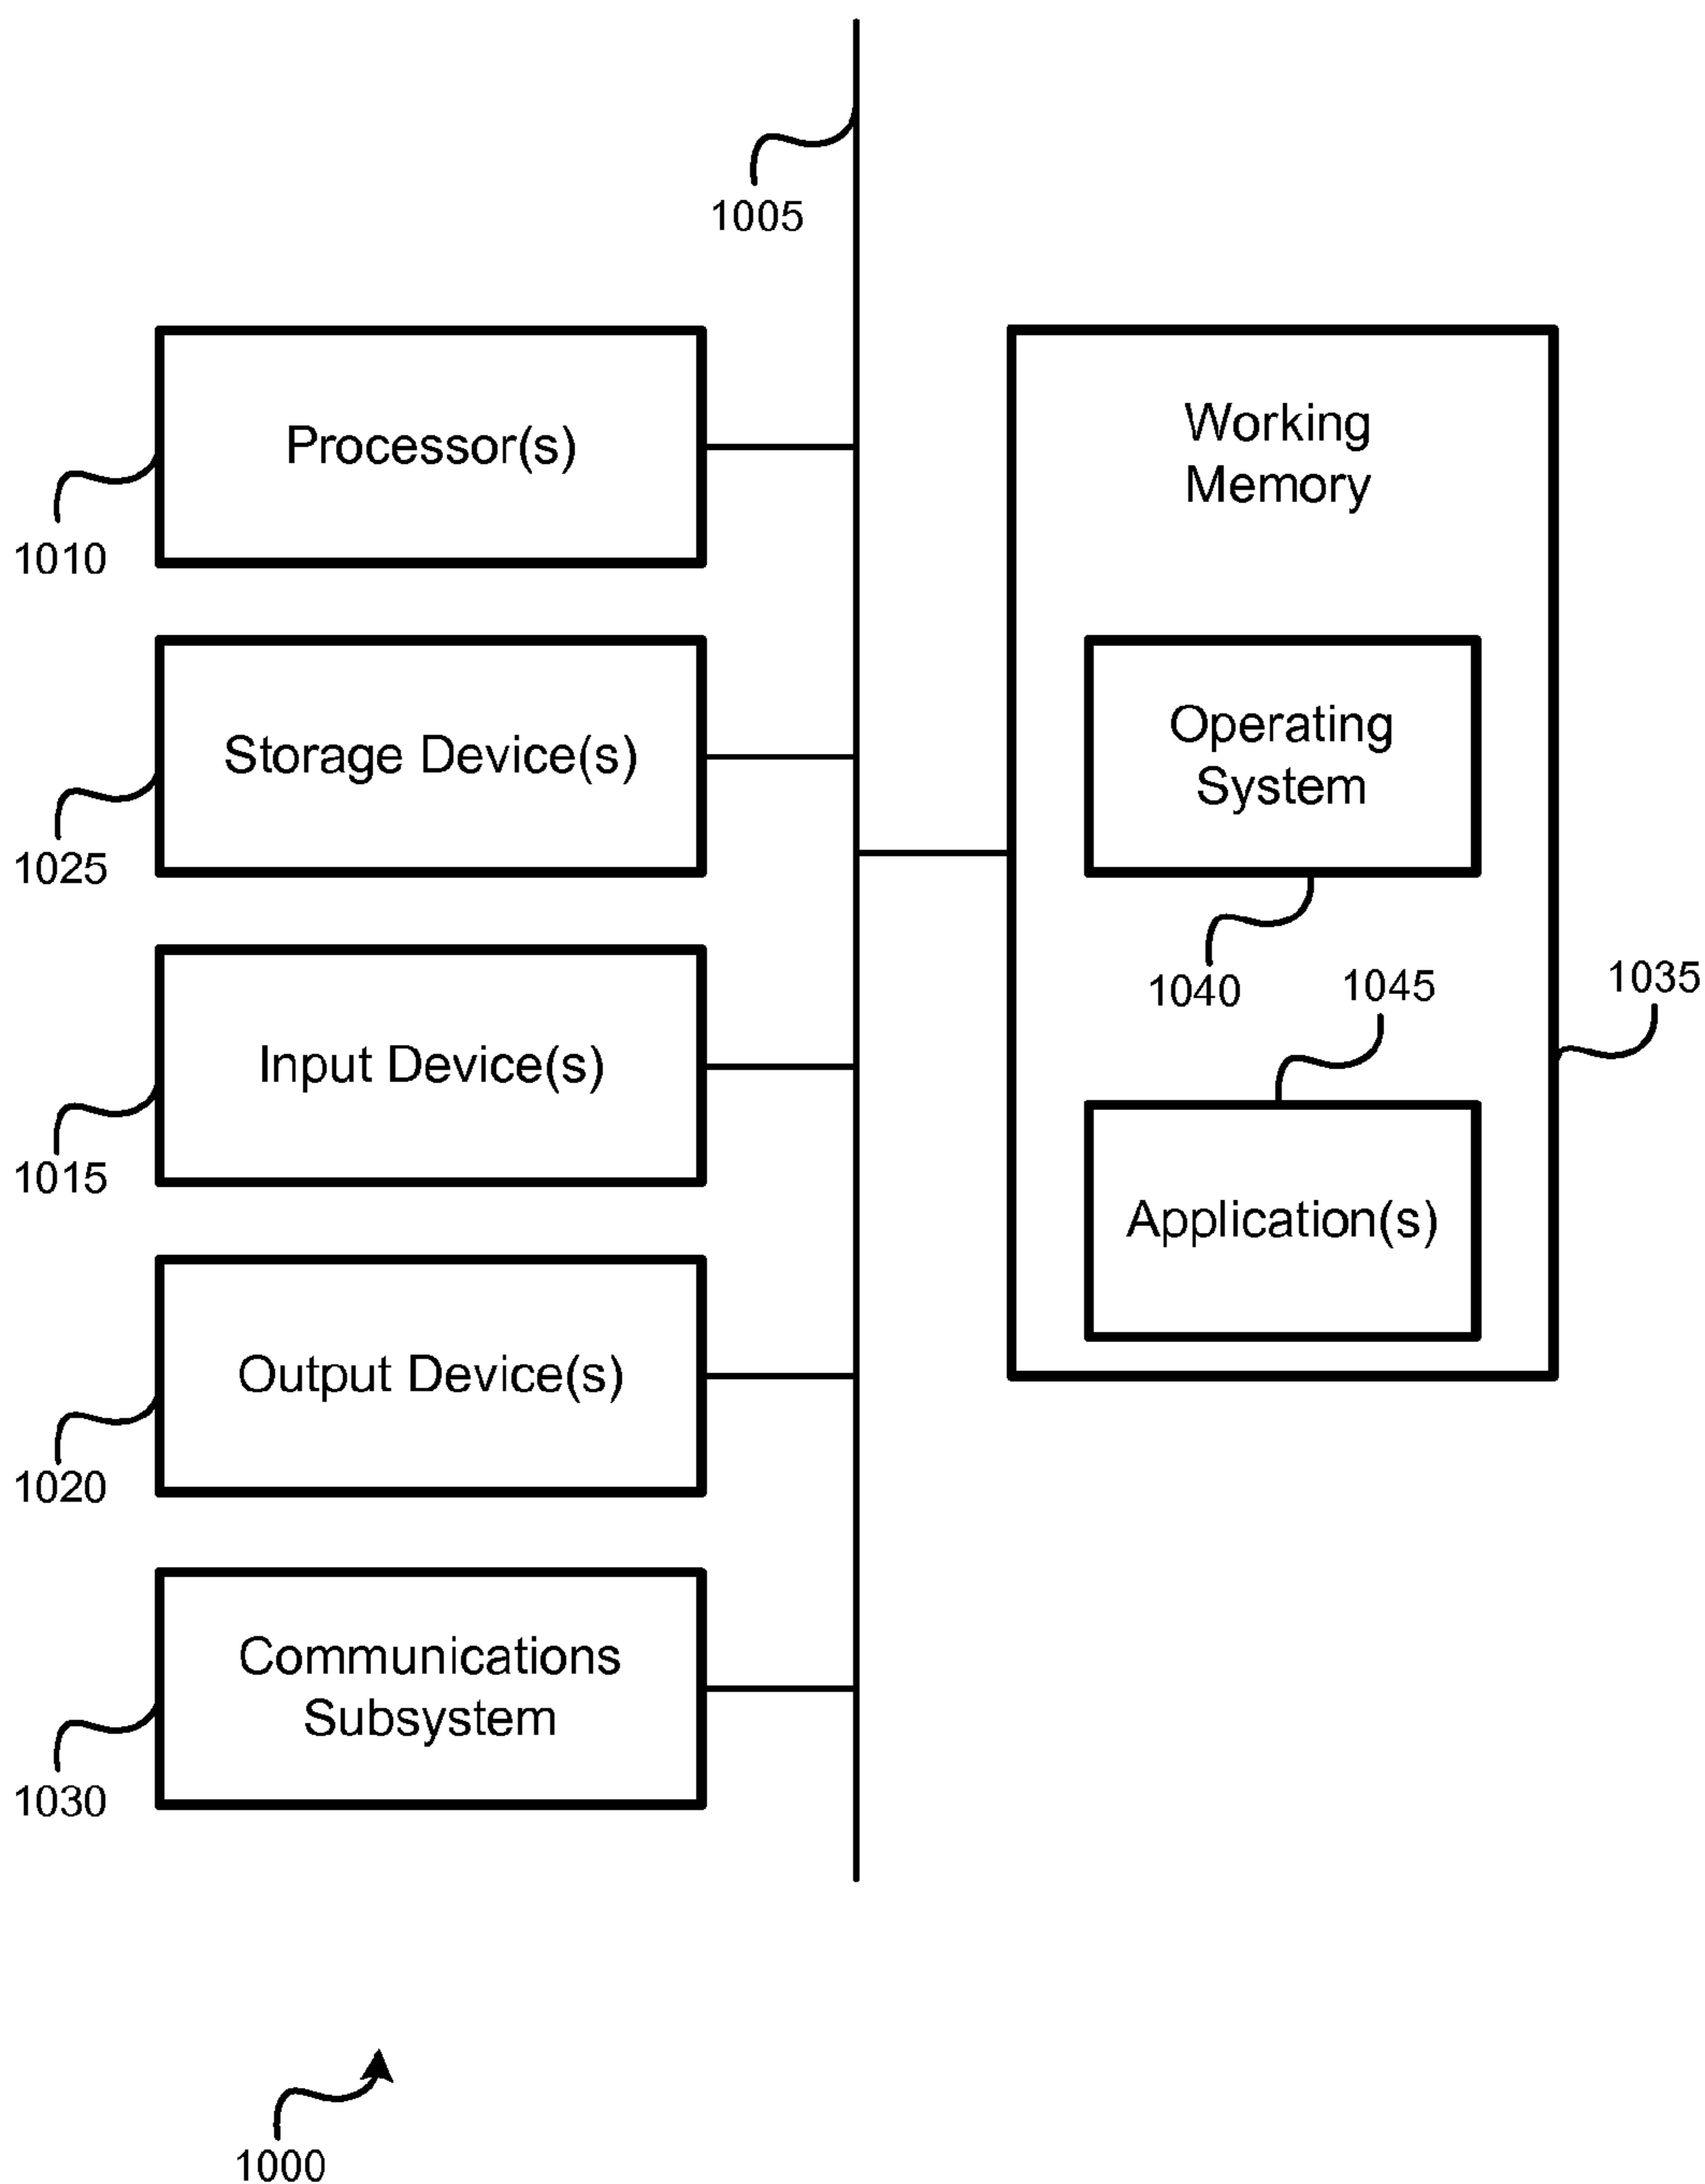 1005
Processor(s)
1010
Storage Device(s)
1025
Input Device(s)
1015
Output Device(s)
1020
Communications
Subsystem
1030
Working
Memory
Operating
System
1040
1045
1035
Application(s)
1000